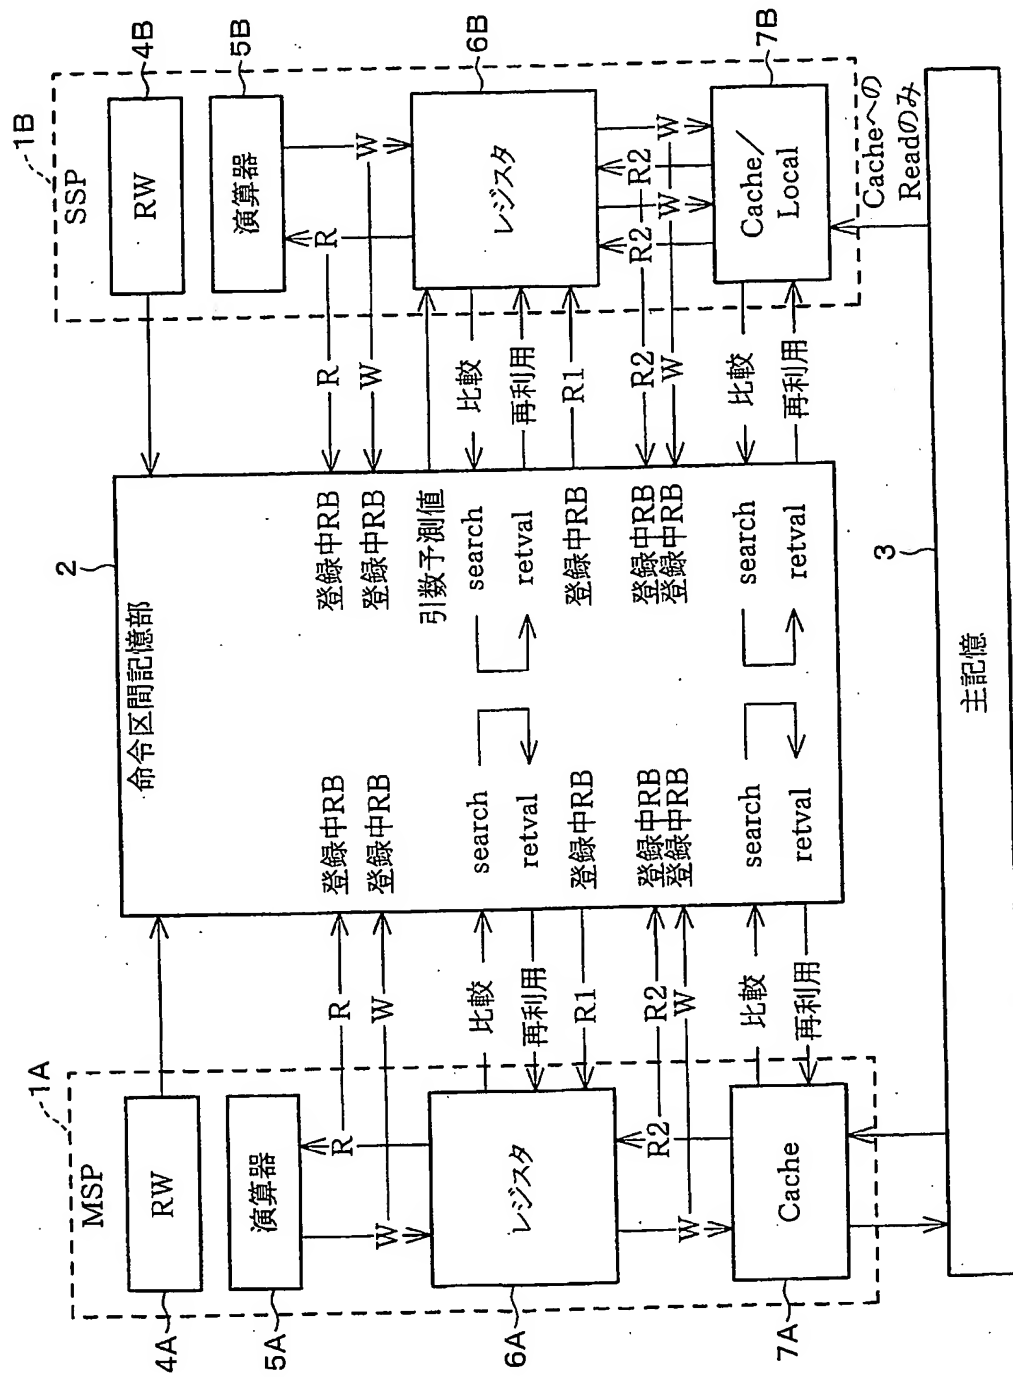 1A
MSP
4A
RW
5A
演算器
R
W
R
W
6A
レジスタ
比較
再利用
R1
R2
W
R2
W
7A
Cache
比較
再利用
2
命令区間記憶部
登録中RB
登録中RB
search
retval
登録中RB
登録中RB
登録中RB
search
retval
登録中RB
登録中RB
引数予測値
search
retval
登録中RB
登録中RB
登録中RB
search
retval
1B
SSP
RW
4B
演算器
5B
R
W
R
W
レジスタ
6B
比較
再利用
R1
R2
W
R2
W
R2
W
Cache/
Local
7B
比較
再利用
Cacheへの
Readのみ
3
主記憶